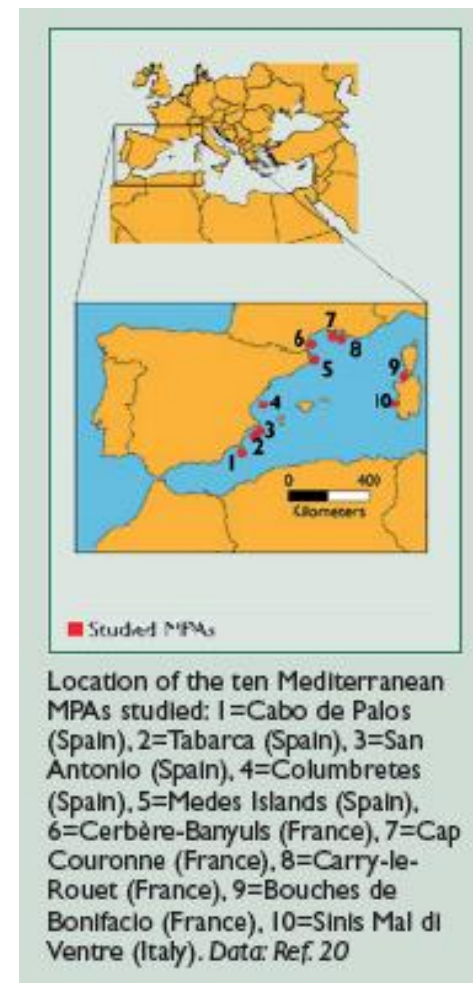 7
6
8
5
9
4
10
3
2
1
0 400
Kilometers
Studied MPAs
Location of the ten Mediterranean
MPAs studied: 1=Cabo de Palos
(Spain), 2=Tabarca (Spain), 3=San
Antonio (Spain), 4=Columbretes
(Spain), 5=Medes Islands (Spain),
6=Cerbère-Banyuls (France), 7=Cap
Couronne (France), 8=Carry-le-
Rouet (France), 9=Bouches de
Bonifacio (France), 10=Sinis Mal di
Ventre (Italy). Data: Ref. 20